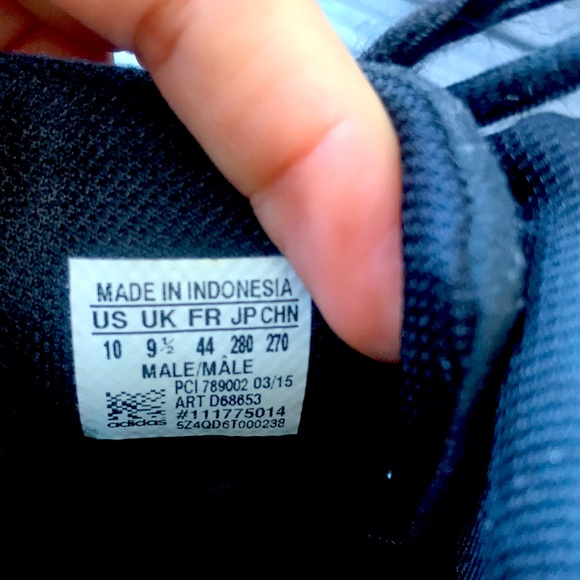 MADE IN INDONESIA
US UK FR JP CHN
10 9½ 44 280 270
MALE/MÂLE
PCI 789002 03/15
ART D68653
#111775014
adidas 5Z4QD6T000238